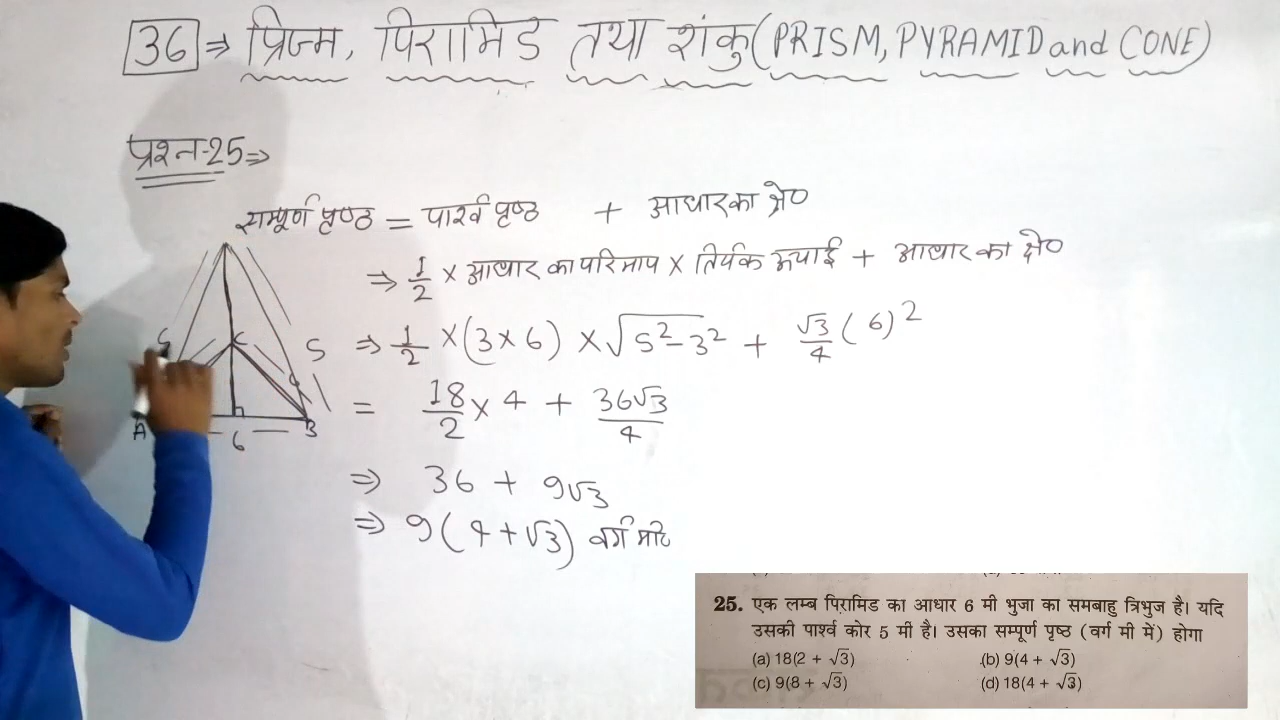 36 ⇒ प्रिज्म, पिरामिड तथा शंकु (PRISM, PYRAMID and CONE)
प्रश्न-25⇒
सम्पूर्ण पृष्ठ = पार्श्व पृष्ठ + आधार का क्षे०
⇒ 1/2 × आधार का परिमाप × तिर्यक ऊंचाई + आधार का क्षे०
⇒ 1/2 × (3×6) × √5²-3² + √3/4 (6)²
= 18/2 × 4 + 36√3/4
⇒ 36 + 9√3
⇒ 9(4+√3) वर्ग मी०
5
C
5
A
6
B
25. एक लम्ब पिरामिड का आधार 6 मी भुजा का समबाहु त्रिभुज है। यदि
उसकी पार्श्व कोर 5 मी है। उसका सम्पूर्ण पृष्ठ (वर्ग मी में) होगा
(a) 18(2 + √3) (b) 9(4 + √3)
(c) 9(8 + √3) (d) 18(4 + √3)